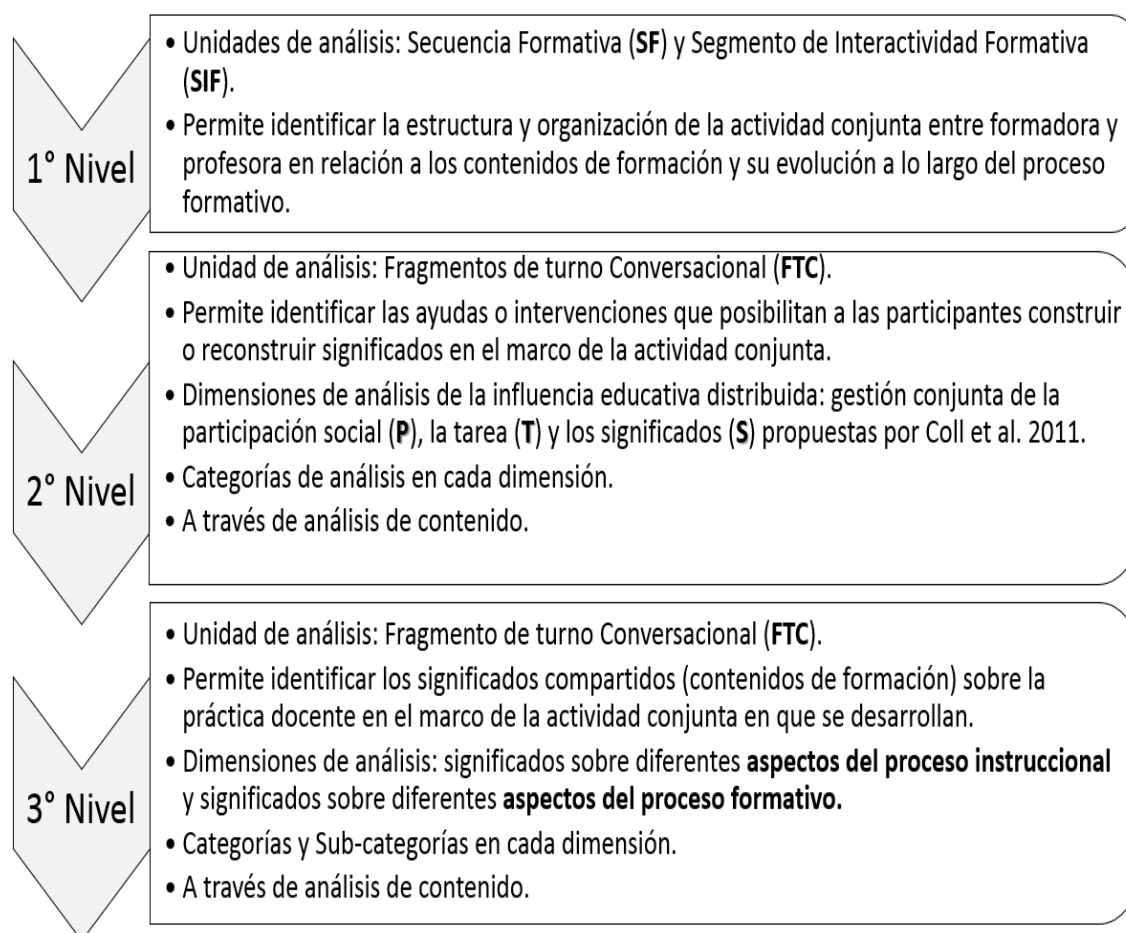 1° Nivel
• Unidades de análisis: Secuencia Formativa (SF) y Segmento de Interactividad Formativa
(SIF).
• Permite identificar la estructura y organización de la actividad conjunta entre formadora y
profesora en relación a los contenidos de formación y su evolución a lo largo del proceso
formativo.
2° Nivel
• Unidad de análisis: Fragmentos de turno Conversacional (FTC).
• Permite identificar las ayudas o intervenciones que posibilitan a las participantes construir
o reconstruir significados en el marco de la actividad conjunta.
• Dimensiones de análisis de la influencia educativa distribuida: gestión conjunta de la
participación social (P), la tarea (T) y los significados (S) propuestas por Coll et al. 2011.
• Categorías de análisis en cada dimensión.
• A través de análisis de contenido.
3° Nivel
• Unidad de análisis: Fragmento de turno Conversacional (FTC).
• Permite identificar los significados compartidos (contenidos de formación) sobre la
práctica docente en el marco de la actividad conjunta en que se desarrollan.
• Dimensiones de análisis: significados sobre diferentes aspectos del proceso instruccional
y significados sobre diferentes aspectos del proceso formativo.
• Categorías y Sub-categorías en cada dimensión.
• A través de análisis de contenido.